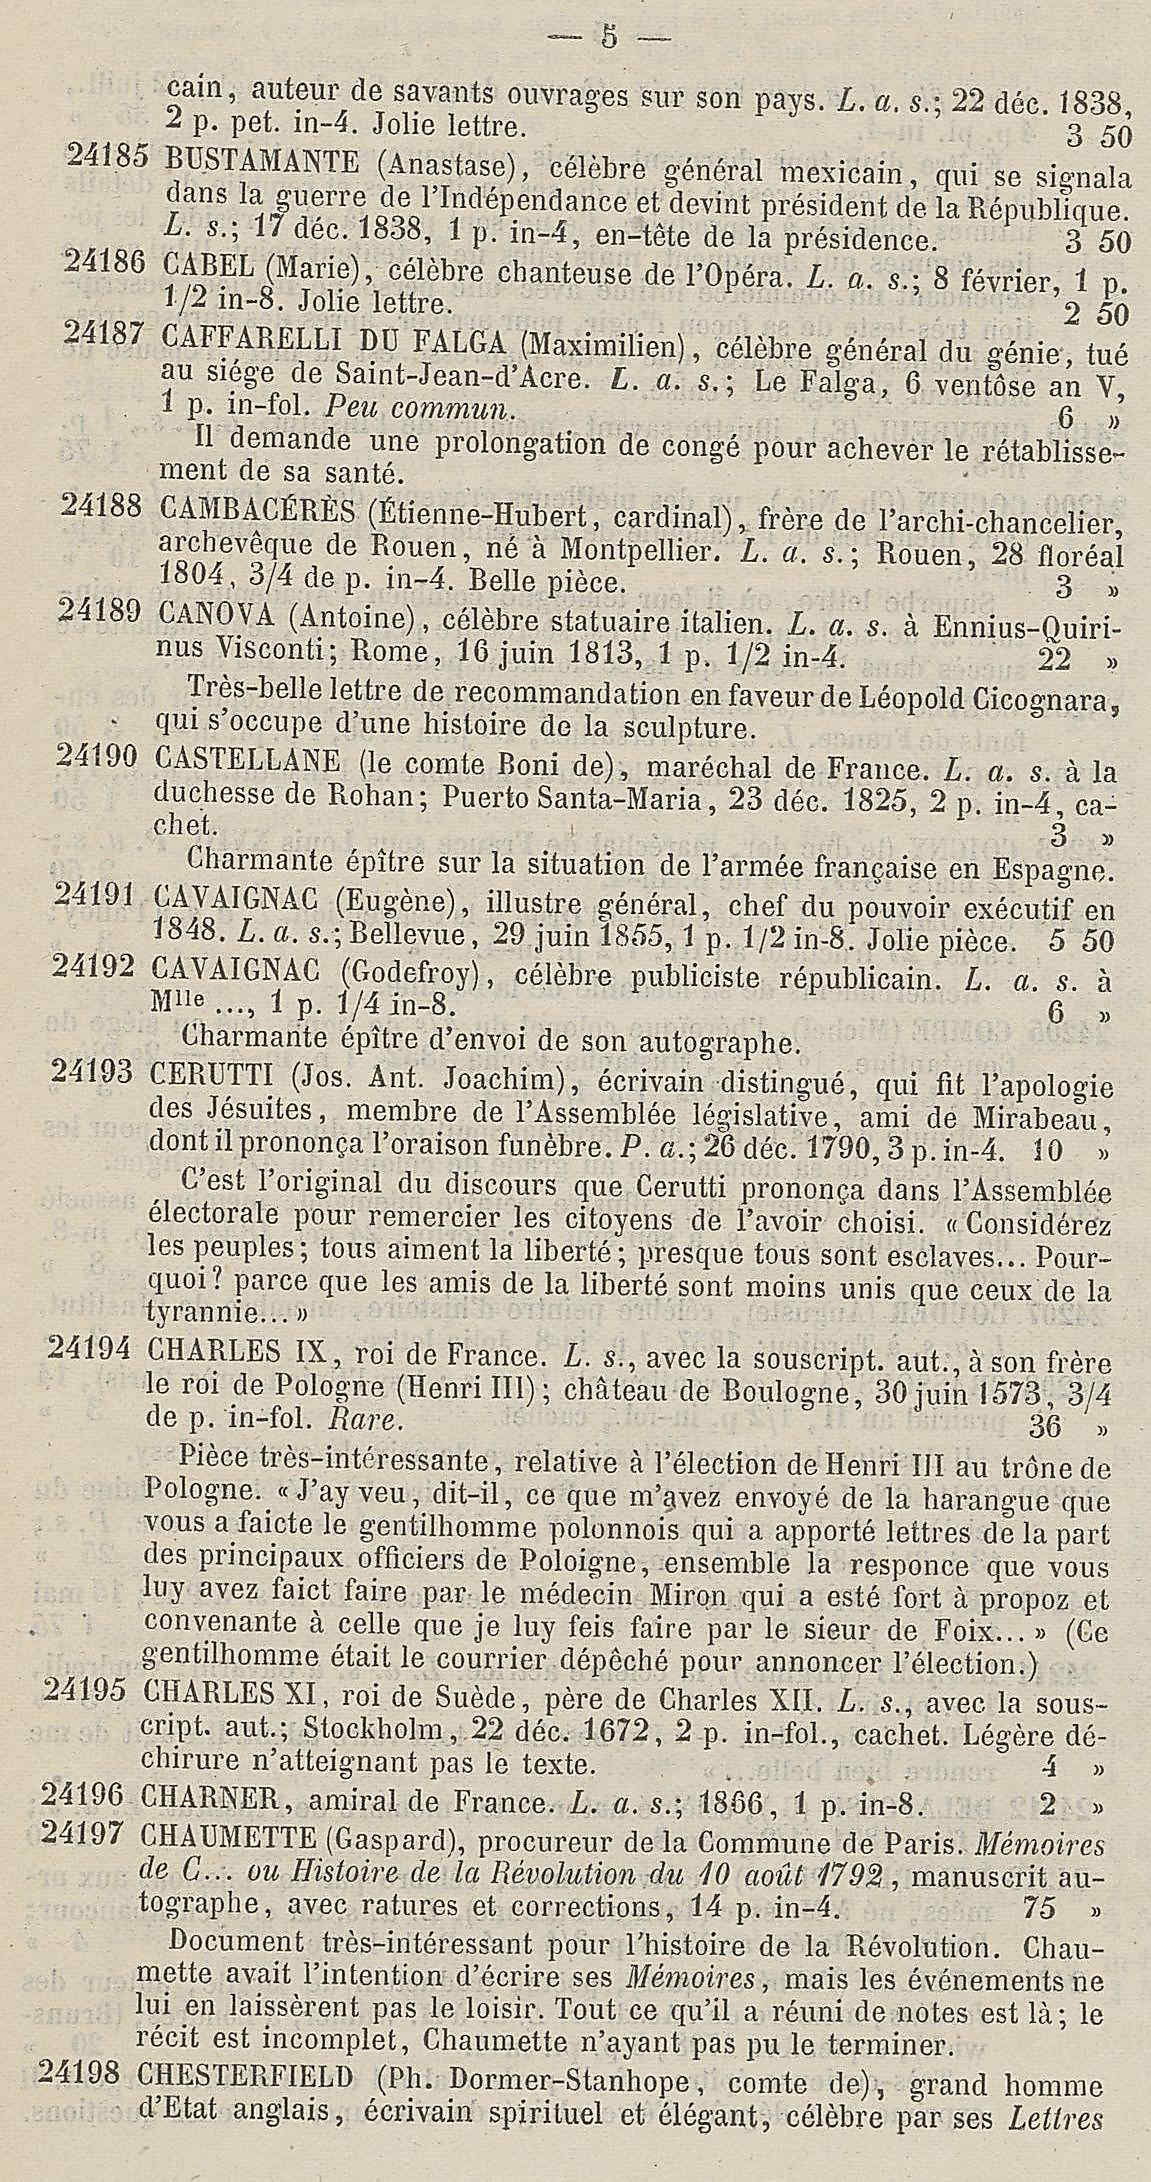 — 5 —
cain, auteur de savants ouvrages sur son pays. L. a. s.; 22 déc. 1838,
2 p. pet. in-4. Jolie lettre. 3 50
24185 BUSTAMANTE (Anastase), célèbre général mexicain, qui se signala
dans la guerre de l'Indépendance et devint président de la République.
L. s.; 17 déc. 1838, 1 p. in-4, en-tête de la présidence. 3 50
24186 CABEL (Marie), célèbre chanteuse de l'Opéra. L. a. s.; 8 février, 1 p.
1/2 in-8. Jolie lettre. 2 50
24187 CAFFARELLI DU FALGA (Maximilien), célèbre général du génie, tué
au siége de Saint-Jean-d'Acre. L. a. s.; Le Falga, 6 ventôse an V,
1 p. in-fol. Peu commun. 6 »
Il demande une prolongation de congé pour achever le rétablisse-
ment de sa santé.
24188 CAMBACÉRÈS (Étienne-Hubert, cardinal), frère de l'archi-chancelier,
archevêque de Rouen, né à Montpellier. L. a. s.; Rouen, 28 floréal
1804, 3/4 de p. in-4. Belle pièce. 3 »
24189 CANOVA (Antoine), célèbre statuaire italien. L. a. s. à Ennius-Quiri-
nus Visconti; Rome, 16 juin 1813, 1 p. 1/2 in-4. 22 »
Très-belle lettre de recommandation en faveur de Léopold Cicognara,
qui s'occupe d'une histoire de la sculpture.
24190 CASTELLANE (le comte Boni de), maréchal de France. L. a. s. à la
duchesse de Rohan; Puerto Santa-Maria, 23 déc. 1825, 2 p. in-4, ca-
chet. 3 »
Charmante épître sur la situation de l'armée française en Espagne.
24191 CAVAIGNAC (Eugène), illustre général, chef du pouvoir exécutif en
1848. L. a. s.; Bellevue, 29 juin 1855, 1 p. 1/2 in-8. Jolie pièce. 5 50
24192 CAVAIGNAC (Godefroy), célèbre publiciste républicain. L. a. s. à
Mlle ..., 1 p. 1/4 in-8. 6 »
Charmante épître d'envoi de son autographe.
24193 CERUTTI (Jos. Ant. Joachim), écrivain distingué, qui fit l'apologie
des Jésuites, membre de l'Assemblée législative, ami de Mirabeau,
dont il prononça l'oraison funèbre. P. a.; 26 déc. 1790, 3 p. in-4. 10 »
C'est l'original du discours que Cerutti prononça dans l'Assemblée
électorale pour remercier les citoyens de l'avoir choisi. « Considérez
les peuples; tous aiment la liberté; presque tous sont esclaves... Pour-
quoi? parce que les amis de la liberté sont moins unis que ceux de la
tyrannie... »
24194 CHARLES IX, roi de France. L. s., avec la souscript. aut., à son frère
le roi de Pologne (Henri III); château de Boulogne, 30 juin 1573, 3/4
de p. in-fol. Rare. 36 »
Pièce très-intéressante, relative à l'élection de Henri III au trône de
Pologne. « J'ay veu, dit-il, ce que m'avez envoyé de la harangue que
vous a faicte le gentilhomme polonnois qui a apporté lettres de la part
des principaux officiers de Poloigne, ensemble la responce que vous
luy avez faict faire par le médecin Miron qui a esté fort à propoz et
convenante à celle que je luy feis faire par le sieur de Foix... » (Ce
gentilhomme était le courrier dépêché pour annoncer l'élection.)
24195 CHARLES XI, roi de Suède, père de Charles XII. L. s., avec la sous-
cript. aut.; Stockholm, 22 déc. 1672, 2 p. in-fol., cachet. Légère dé-
chirure n'atteignant pas le texte. 4 »
24196 CHARNER, amiral de France. L. a. s.; 1866, 1 p. in-8. 2 »
24197 CHAUMETTE (Gaspard), procureur de la Commune de Paris. Mémoires
de C... ou Histoire de la Révolution du 10 août 1792, manuscrit au-
tographe, avec ratures et corrections, 14 p. in-4. 75 »
Document très-intéressant pour l'histoire de la Révolution. Chau-
mette avait l'intention d'écrire ses Mémoires, mais les événements ne
lui en laissèrent pas le loisir. Tout ce qu'il a réuni de notes est là; le
récit est incomplet, Chaumette n'ayant pas pu le terminer.
24198 CHESTERFIELD (Ph. Dormer-Stanhope, comte de), grand homme
d'Etat anglais, écrivain spirituel et élégant, célèbre par ses Lettres